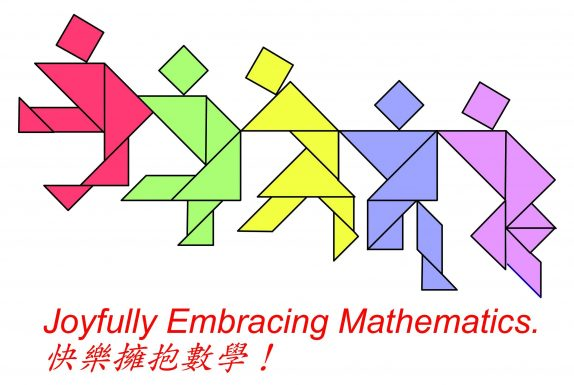 Joyfully Embracing Mathematics.
快樂擁抱數學！